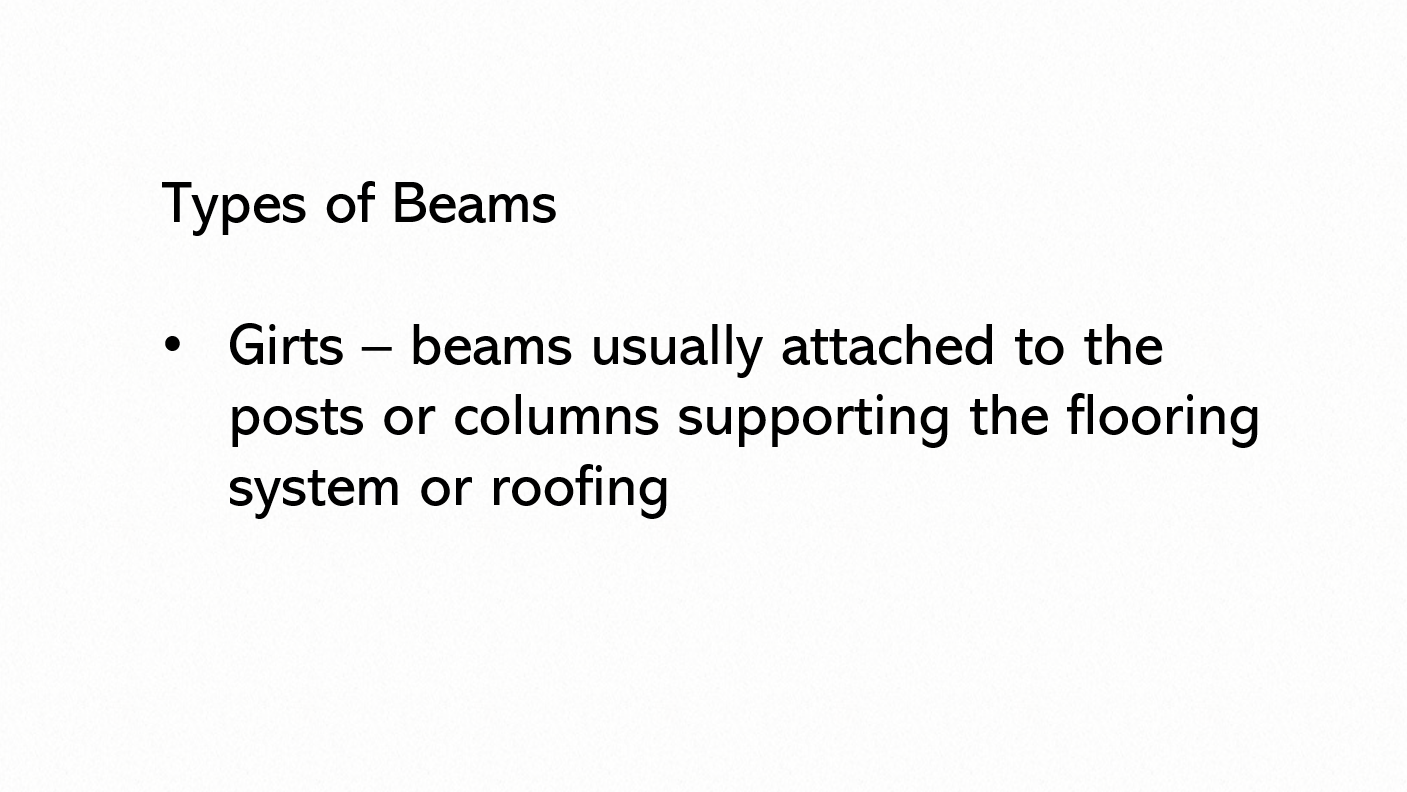 Types of Beams
• Girts – beams usually attached to the
posts or columns supporting the flooring
system or roofing